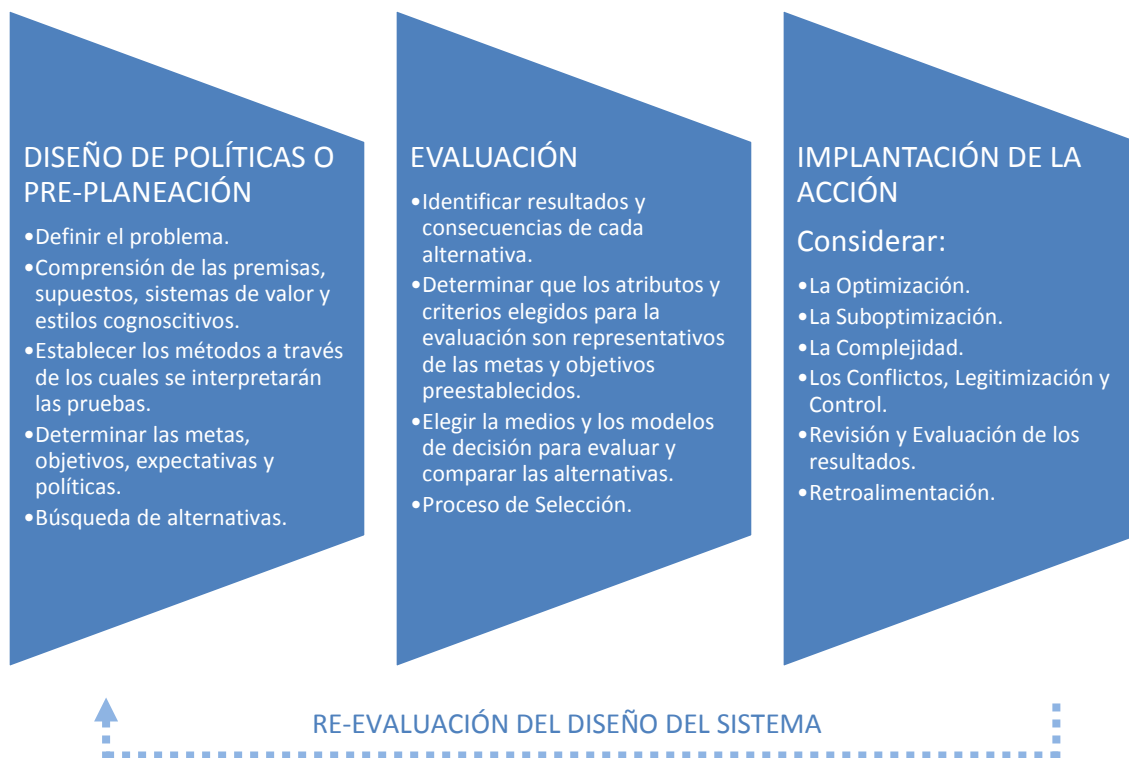 DISEÑO DE POLÍTICAS O
PRE-PLANEACIÓN
•Definir el problema.
•Comprensión de las premisas,
supuestos, sistemas de valor y
estilos cognoscitivos.
•Establecer los métodos a través
de los cuales se interpretarán
las pruebas.
•Determinar las metas,
objetivos, expectativas y
políticas.
•Búsqueda de alternativas.
EVALUACIÓN
•Identificar resultados y
consecuencias de cada
alternativa.
•Determinar que los atributos y
criterios elegidos para la
evaluación son representativos
de las metas y objetivos
preestablecidos.
•Elegir la medios y los modelos
de decisión para evaluar y
comparar las alternativas.
•Proceso de Selección.
IMPLANTACIÓN DE LA
ACCIÓN
Considerar:
•La Optimización.
•La Suboptimización.
•La Complejidad.
•Los Conflictos, Legitimización y
Control.
•Revisión y Evaluación de los
resultados.
•Retroalimentación.
RE-EVALUACIÓN DEL DISEÑO DEL SISTEMA